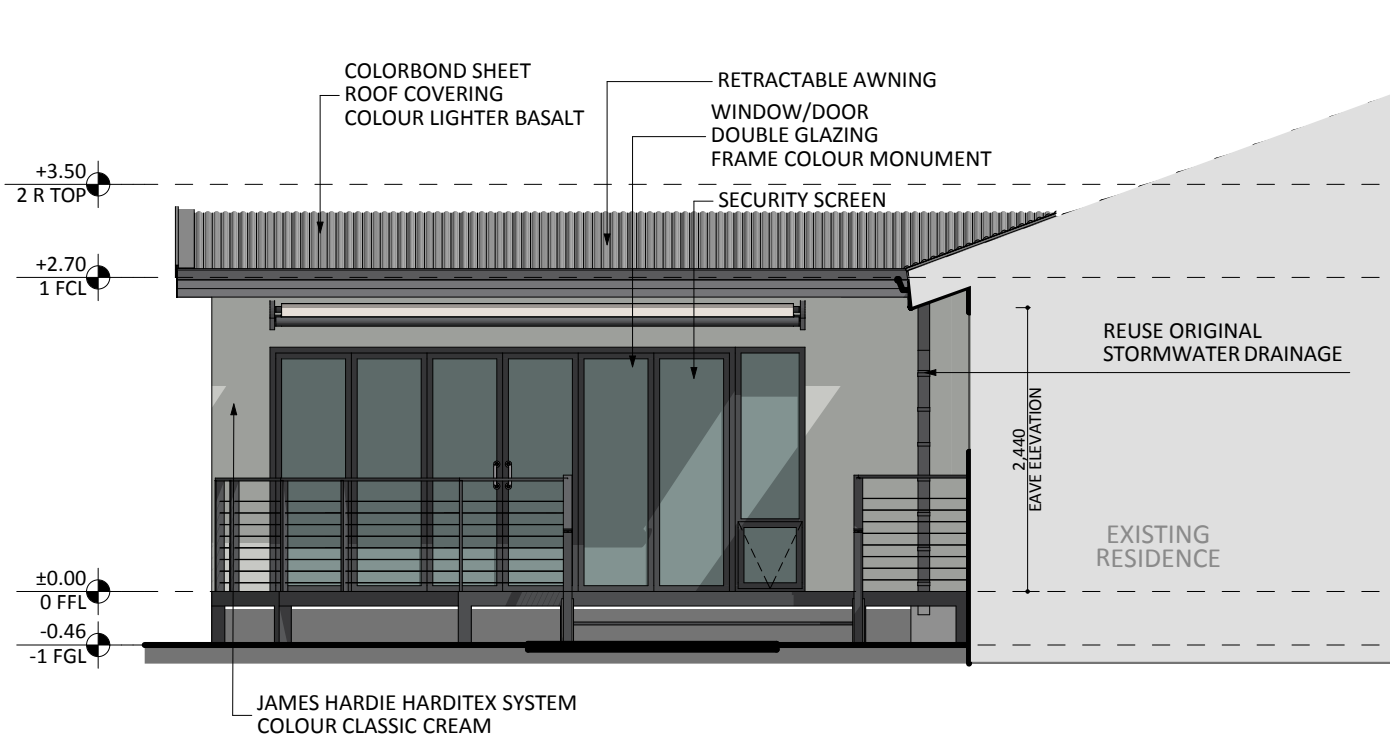 COLORBOND SHEET
ROOF COVERING
COLOUR LIGHTER BASALT
RETRACTABLE AWNING
WINDOW/DOOR
DOUBLE GLAZING
FRAME COLOUR MONUMENT
SECURITY SCREEN
+3.50
2 R TOP
+2.70
1 FCL
REUSE ORIGINAL
STORMWATER DRAINAGE
2,440
EAVE ELEVATION
EXISTING
RESIDENCE
±0.00
0 FFL
-0.46
-1 FGL
JAMES HARDIE HARDITEX SYSTEM
COLOUR CLASSIC CREAM